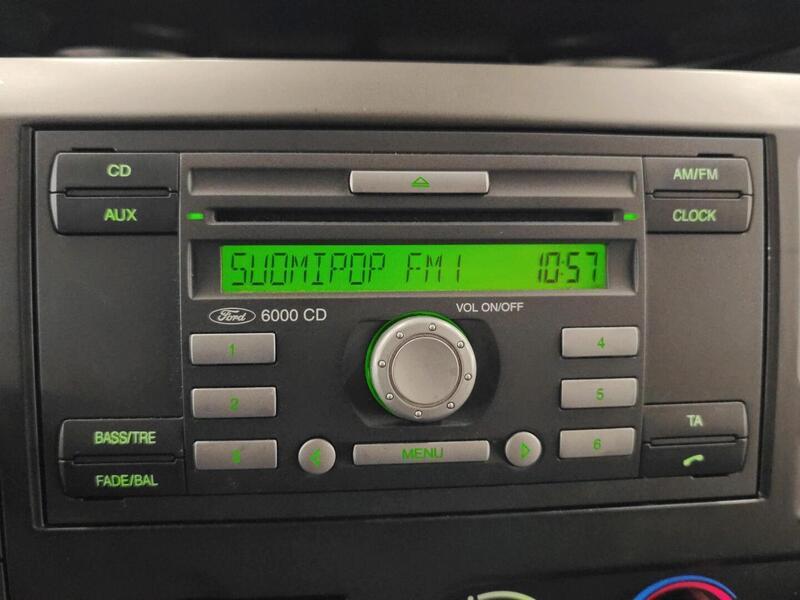 CD
AM/FM
AUX
CLOCK
SUOMIPOP FM1 10:57
Ford 6000 CD
VOL ON/OFF
1
4
2
5
3
6
BASS/TRE
MENU
TA
FADE/BAL